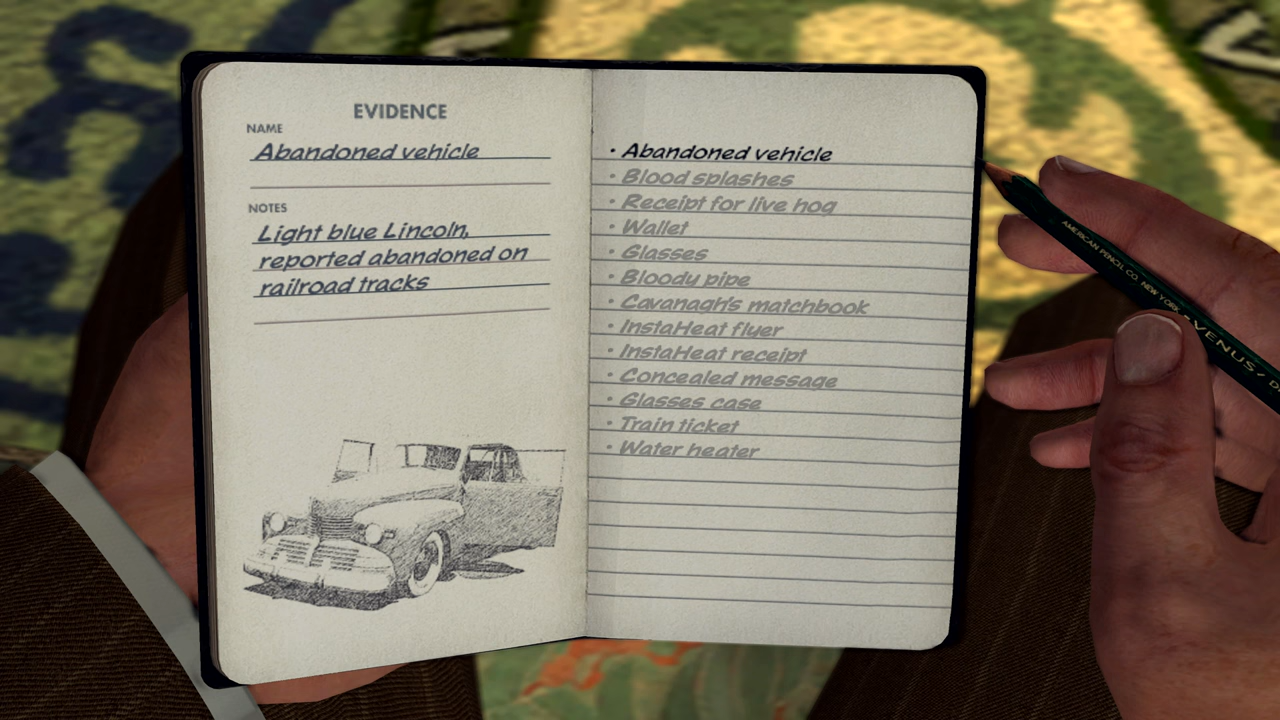 EVIDENCE
NAME
Abandoned vehicle
NOTES
Light blue Lincoln,
reported abandoned on
railroad tracks
• Abandoned vehicle
• Blood splashes
• Receipt for live hog
• Wallet
• Glasses
• Bloody pipe
• Cavanagh's matchbook
• InstaHeat flyer
• InstaHeat receipt
• Concealed message
• Glasses case
• Train ticket
• Water heater
AMERICAN PENCIL CO. NEW YORK VENUS